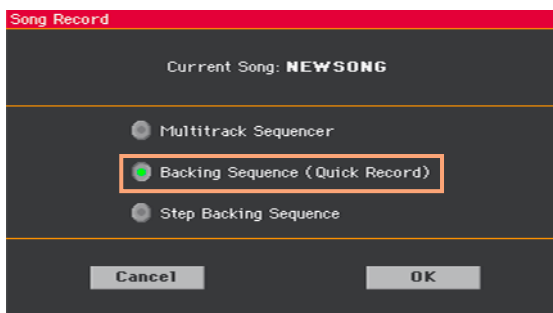 Song Record
Current Song: NEWSONG
Multitrack Sequencer
Backing Sequence (Quick Record)
Step Backing Sequence
Cancel OK